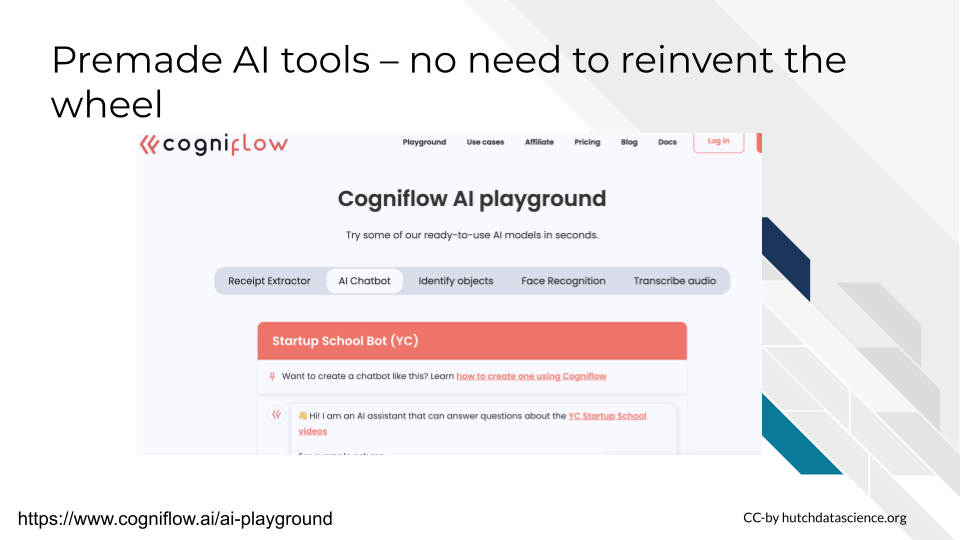 Premade AI tools – no need to reinvent the
wheel
cogniflow
Playground Use cases Affiliate Pricing Blog Docs Log in
Cogniflow AI playground
Try some of our ready-to-use AI models in seconds.
Receipt Extractor AI Chatbot Identify objects Face Recognition Transcribe audio
Startup School Bot (YC)
Want to create a chatbot like this? Learn how to create one using Cogniflow
👋 Hi! I am an AI assistant that can answer questions about the YC Startup School
videos
https://www.cogniflow.ai/ai-playground
CC-by hutchdatascience.org